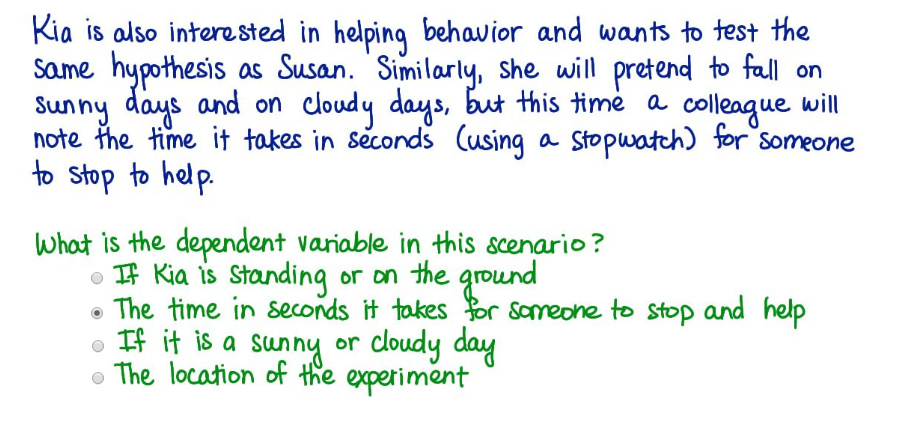 Kia is also interested in helping behavior and wants to test the
same hypothesis as Susan. Similarly, she will pretend to fall on
sunny days and on cloudy days, but this time a colleague will
note the time it takes in seconds (using a stopwatch) for someone
to stop to help.
What is the dependent variable in this scenario?
If Kia is standing or on the ground
The time in seconds it takes for someone to stop and help
If it is a sunny or cloudy day
The location of the experiment